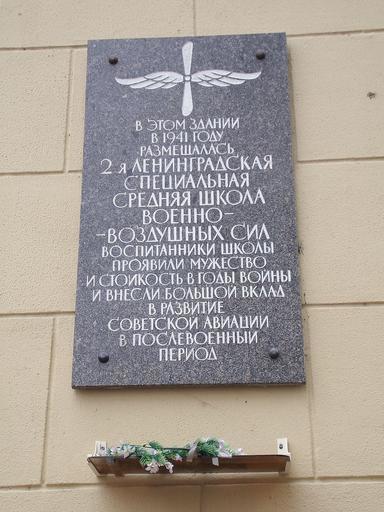 В ЭТОМ ЗДАНИИ
В 1941 ГОДУ
РАЗМЕЩАЛАСЬ
2 Я ЛЕНИНГРАДСКАЯ
СПЕЦИАЛЬНАЯ
СРЕДНЯЯ ШКОЛА
ВОЕННО-
-ВОЗДУШНЫХ СИЛ
ВОСПИТАННИКИ ШКОЛЫ
ПРОЯВИЛИ МУЖЕСТВО
И СТОЙКОСТЬ В ГОДЫ ВОЙНЫ
И ВНЕСЛИ БОЛЬШОЙ ВКЛАД
В РАЗВИТИЕ
СОВЕТСКОЙ АВИАЦИИ
В ПОСЛЕВОЕННЫЙ
ПЕРИОД